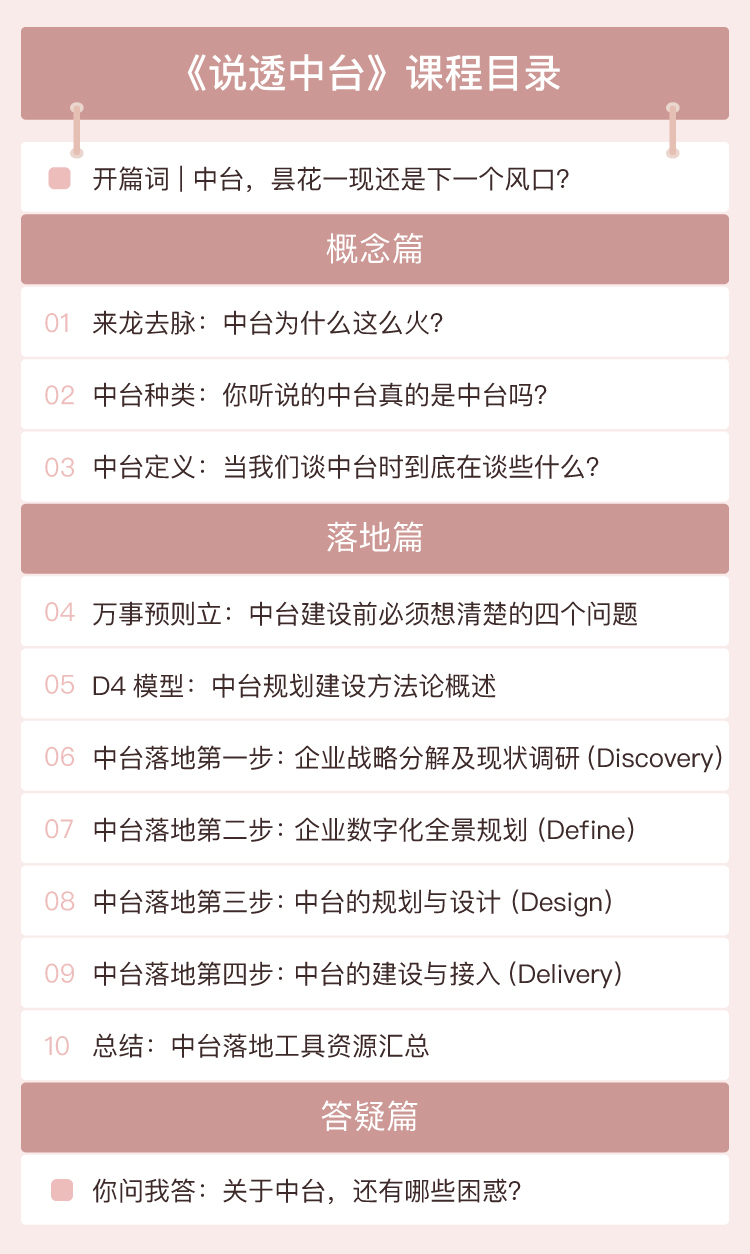 《说透中台》课程目录
开篇词 | 中台，昙花一现还是下一个风口?
概念篇
01 来龙去脉：中台为什么这么火?
02 中台种类：你听说的中台真的是中台吗?
03 中台定义：当我们谈中台时到底在谈些什么?
落地篇
04 万事预则立：中台建设前必须想清楚的四个问题
05 D4 模型：中台规划建设方法论概述
06 中台落地第一步：企业战略分解及现状调研 (Discovery)
07 中台落地第二步：企业数字化全景规划 (Define)
08 中台落地第三步：中台的规划与设计 (Design)
09 中台落地第四步：中台的建设与接入 (Delivery)
10 总结：中台落地工具资源汇总
答疑篇
你问我答：关于中台，还有哪些困惑?